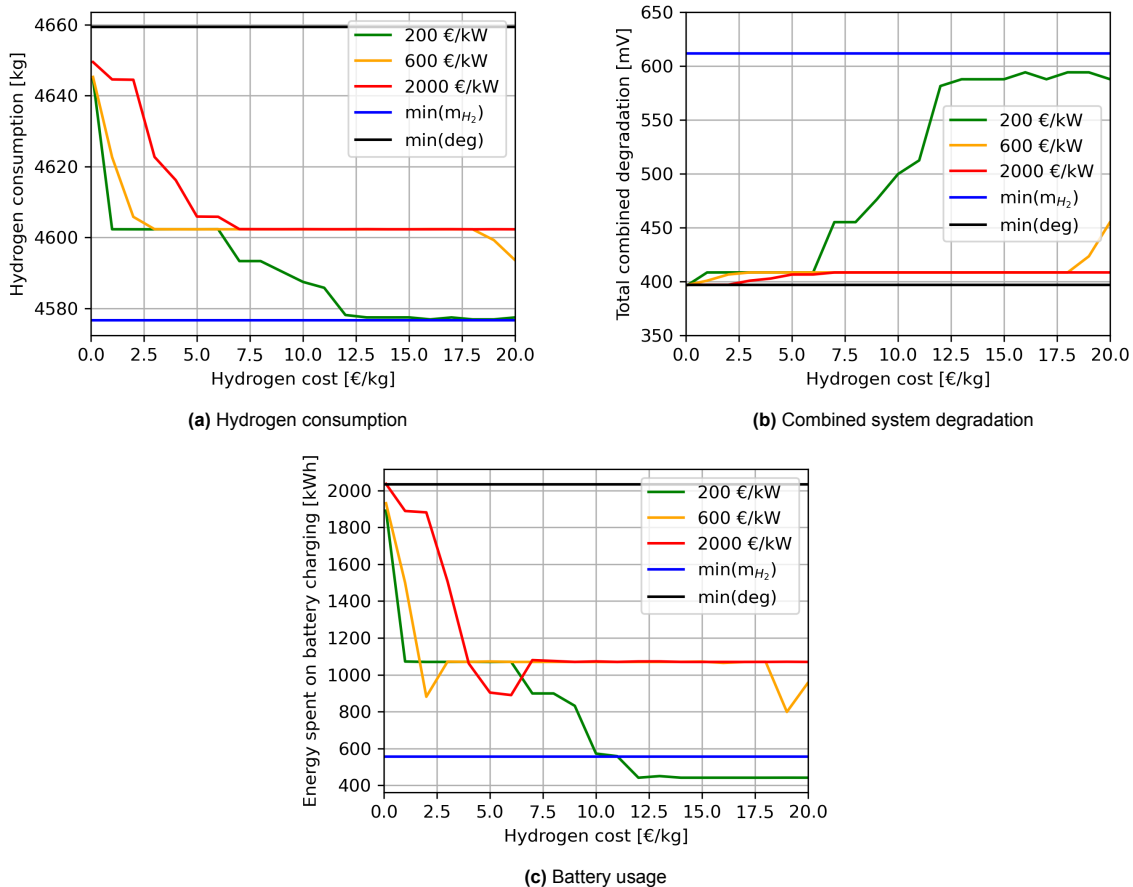 Hydrogen consumption [kg]
4660
4640
4620
4600
4580
0.0 2.5 5.0 7.5 10.0 12.5 15.0 17.5 20.0
Hydrogen cost [€/kg]
200 €/kW
600 €/kW
2000 €/kW
min(m_{H_2})
min(deg)
(a) Hydrogen consumption
Total combined degradation [mV]
650
600
550
500
450
400
350
0.0 2.5 5.0 7.5 10.0 12.5 15.0 17.5 20.0
Hydrogen cost [€/kg]
200 €/kW
600 €/kW
2000 €/kW
min(m_{H_2})
min(deg)
(b) Combined system degradation
Energy spent on battery charging [kWh]
2000
1800
1600
1400
1200
1000
800
600
400
0.0 2.5 5.0 7.5 10.0 12.5 15.0 17.5 20.0
Hydrogen cost [€/kg]
200 €/kW
600 €/kW
2000 €/kW
min(m_{H_2})
min(deg)
(c) Battery usage